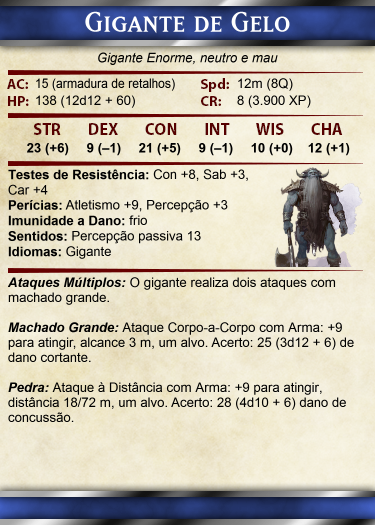 Gigante de Gelo
Gigante Enorme, neutro e mau
AC: 15 (armadura de retalhos) Spd: 12m (8Q)
HP: 138 (12d12 + 60) CR: 8 (3.900 XP)
STR DEX CON INT WIS CHA
23 (+6) 9 (–1) 21 (+5) 9 (–1) 10 (+0) 12 (+1)
Testes de Resistência: Con +8, Sab +3,
Car +4
Perícias: Atletismo +9, Percepção +3
Imunidade a Dano: frio
Sentidos: Percepção passiva 13
Idiomas: Gigante
Ataques Múltiplos: O gigante realiza dois ataques com
machado grande.
Machado Grande: Ataque Corpo-a-Corpo com Arma: +9
para atingir, alcance 3 m, um alvo. Acerto: 25 (3d12 + 6) de
dano cortante.
Pedra: Ataque à Distância com Arma: +9 para atingir,
distância 18/72 m, um alvo. Acerto: 28 (4d10 + 6) dano de
concussão.